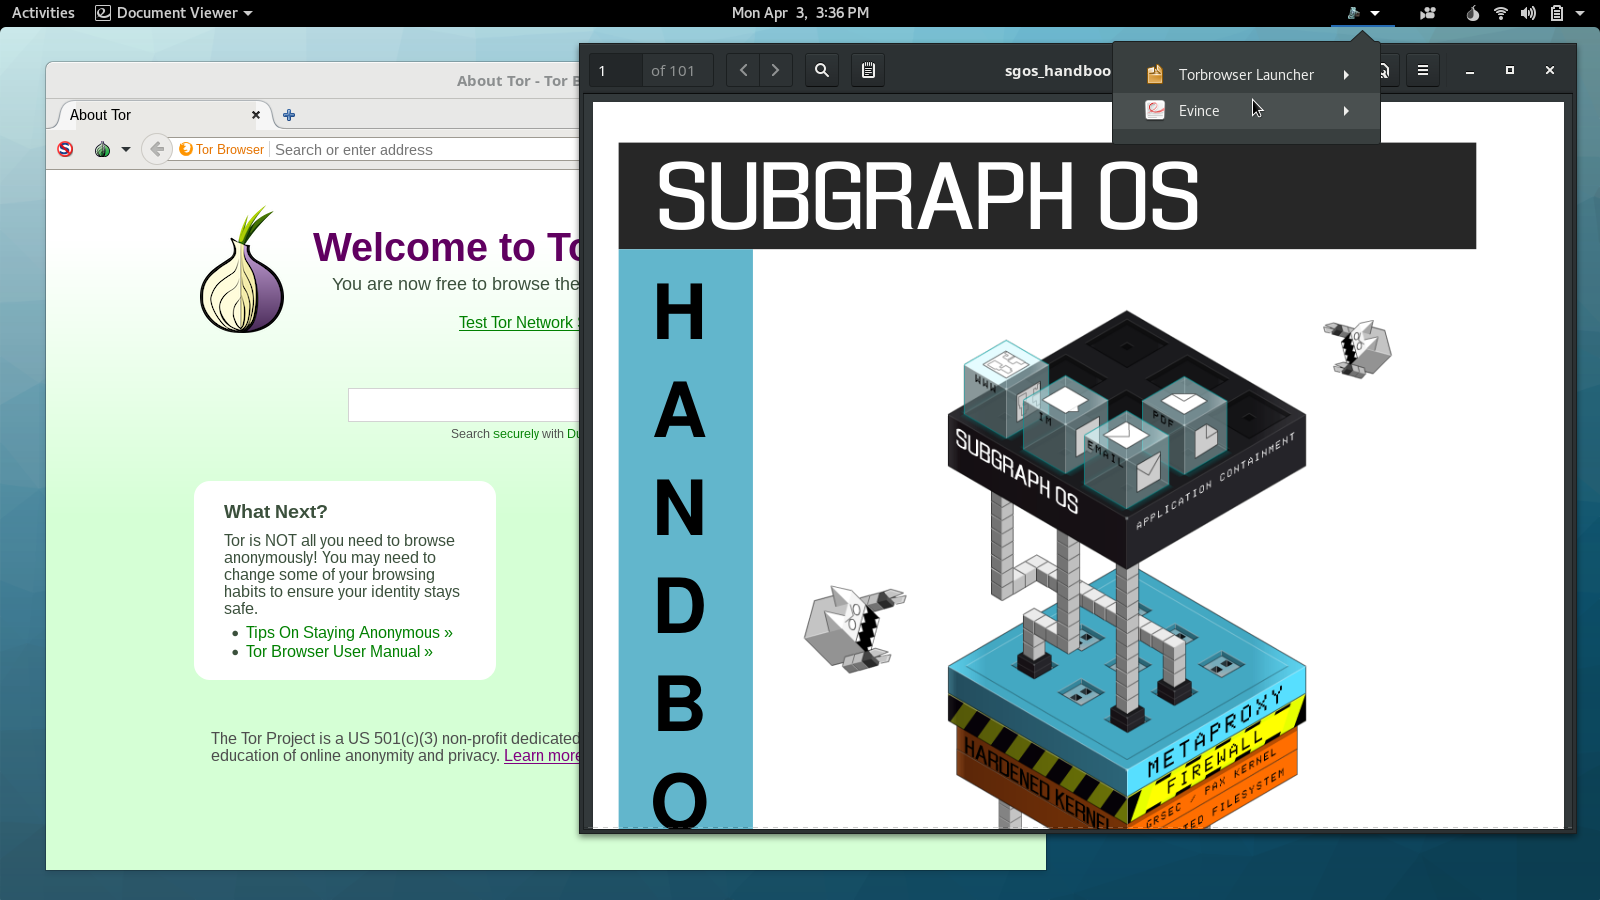 Activities
Document Viewer
Mon Apr 3, 3:36 PM
About Tor - Tor B
About Tor
Tor Browser
Search or enter address
Welcome to To
You are now free to browse the
Test Tor Network
Search securely with Du
What Next?
Tor is NOT all you need to browse
anonymously! You may need to
change some of your browsing
habits to ensure your identity stays
safe.
Tips On Staying Anonymous »
Tor Browser User Manual »
The Tor Project is a US 501(c)(3) non-profit dedicated
education of online anonymity and privacy. Learn more
1
of 101
sgos_handboo
Torbrowser Launcher
Evince
SUBGRAPH OS
H
A
N
D
B
O
WWW
IM
PDF
EMAIL
SUBGRAPH OS
APPLICATION CONTAINMENT
METAPROXY
FIREWALL
HARDENED KERNEL
GRSEC / PAX KERNEL
TED FILESYSTEM